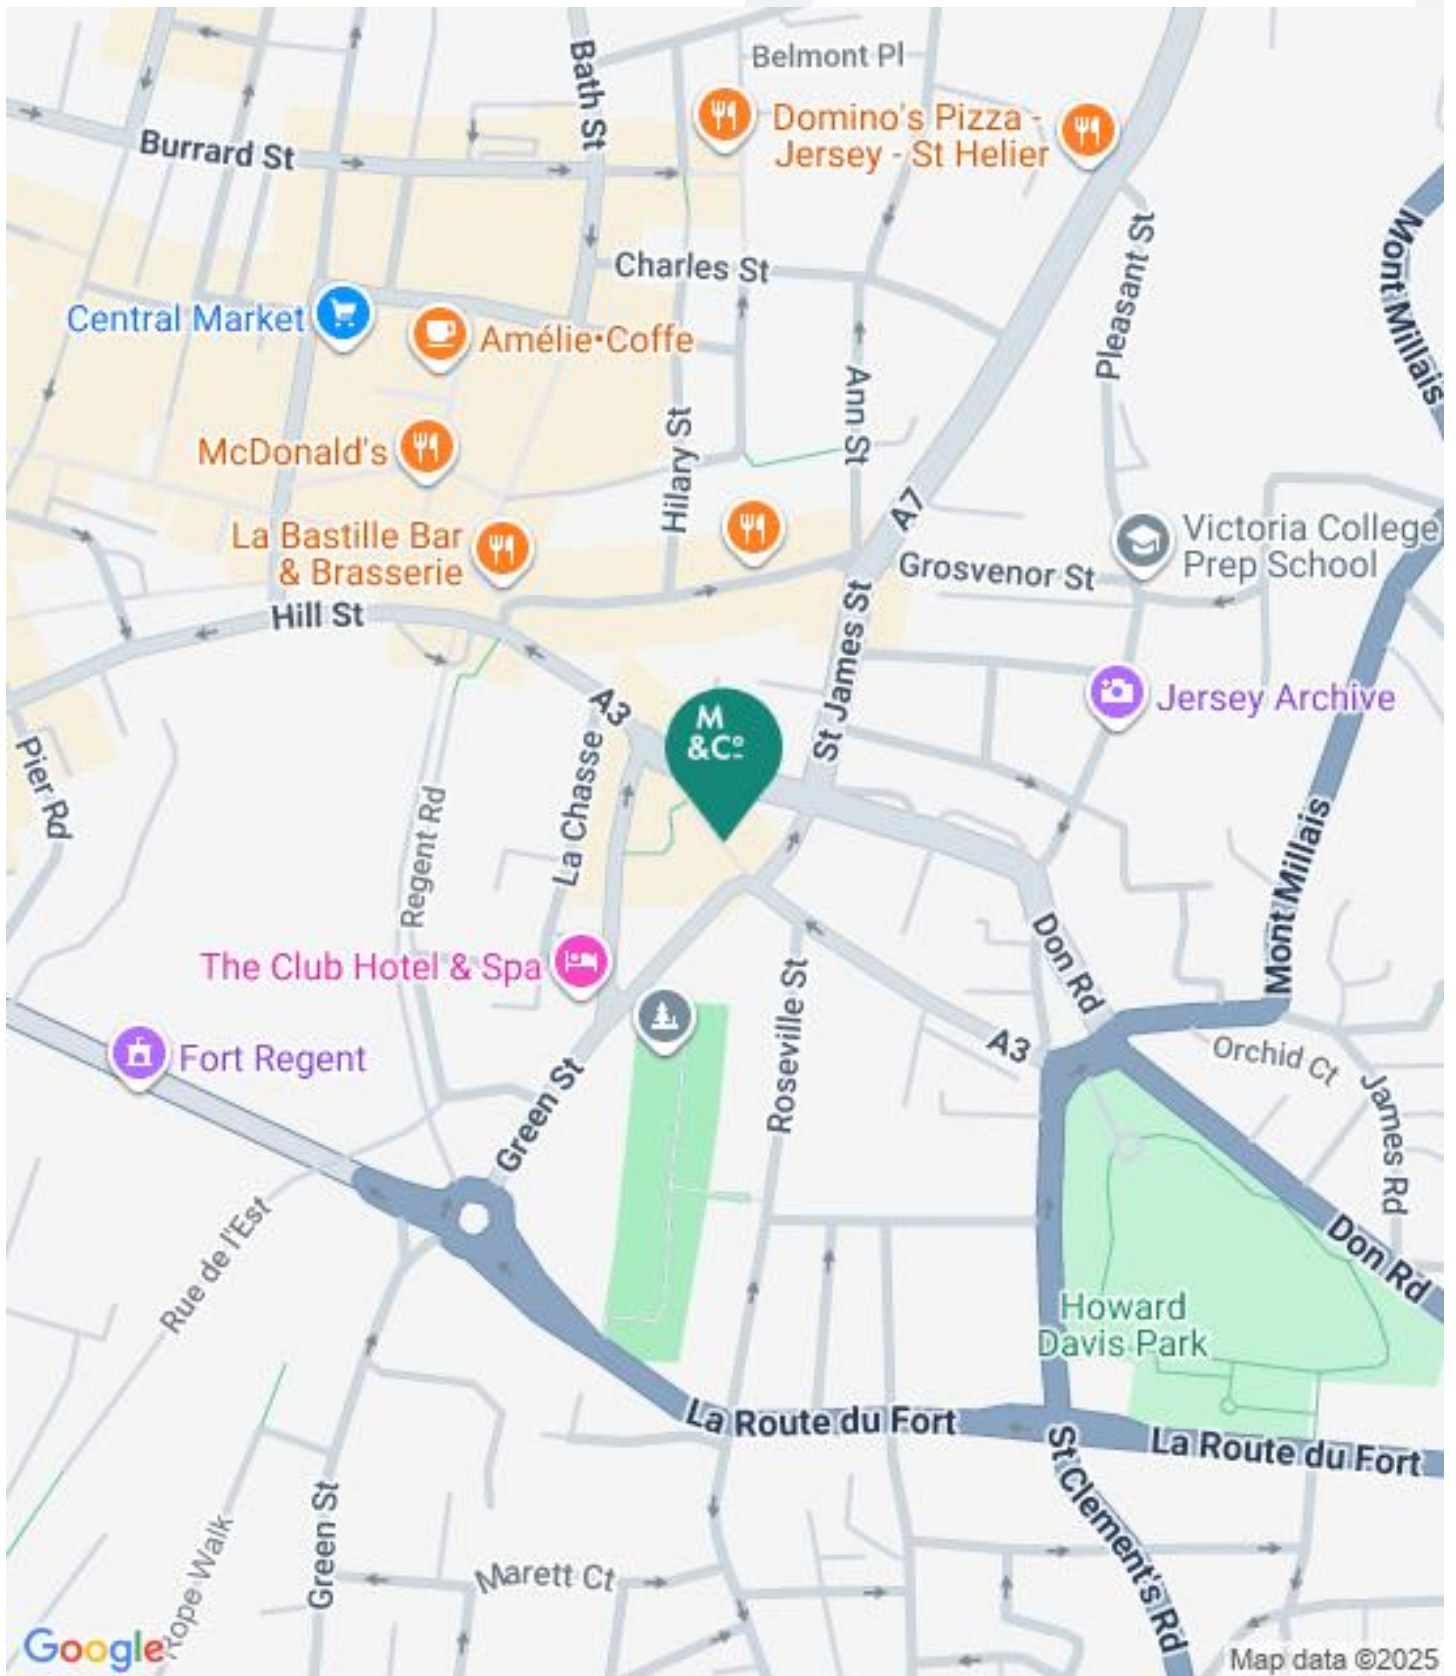 Belmont Pl
Bath St
Domino's Pizza -
Jersey - St Helier
Burrard St
Mont Millais
Pleasant St
Charles St
Central Market
Amélie•Coffe
Ann St
McDonald's
Hilary St
A7
La Bastille Bar
& Brasserie
Victoria College
Prep School
Grosvenor St
Hill St
St James St
A3
M
&Cº
Jersey Archive
Pier Rd
La Chasse
Regent Rd
Mont Millais
The Club Hotel & Spa
Don Rd
Roseville St
Fort Regent
A3
Orchid Ct
Green St
James Rd
Rue de l'Est
Don Rd
Howard
Davis Park
La Route du Fort
La Route du Fort
St Clement's Rd
Green St
Rope Walk
Marett Ct
Google
Map data ©2025